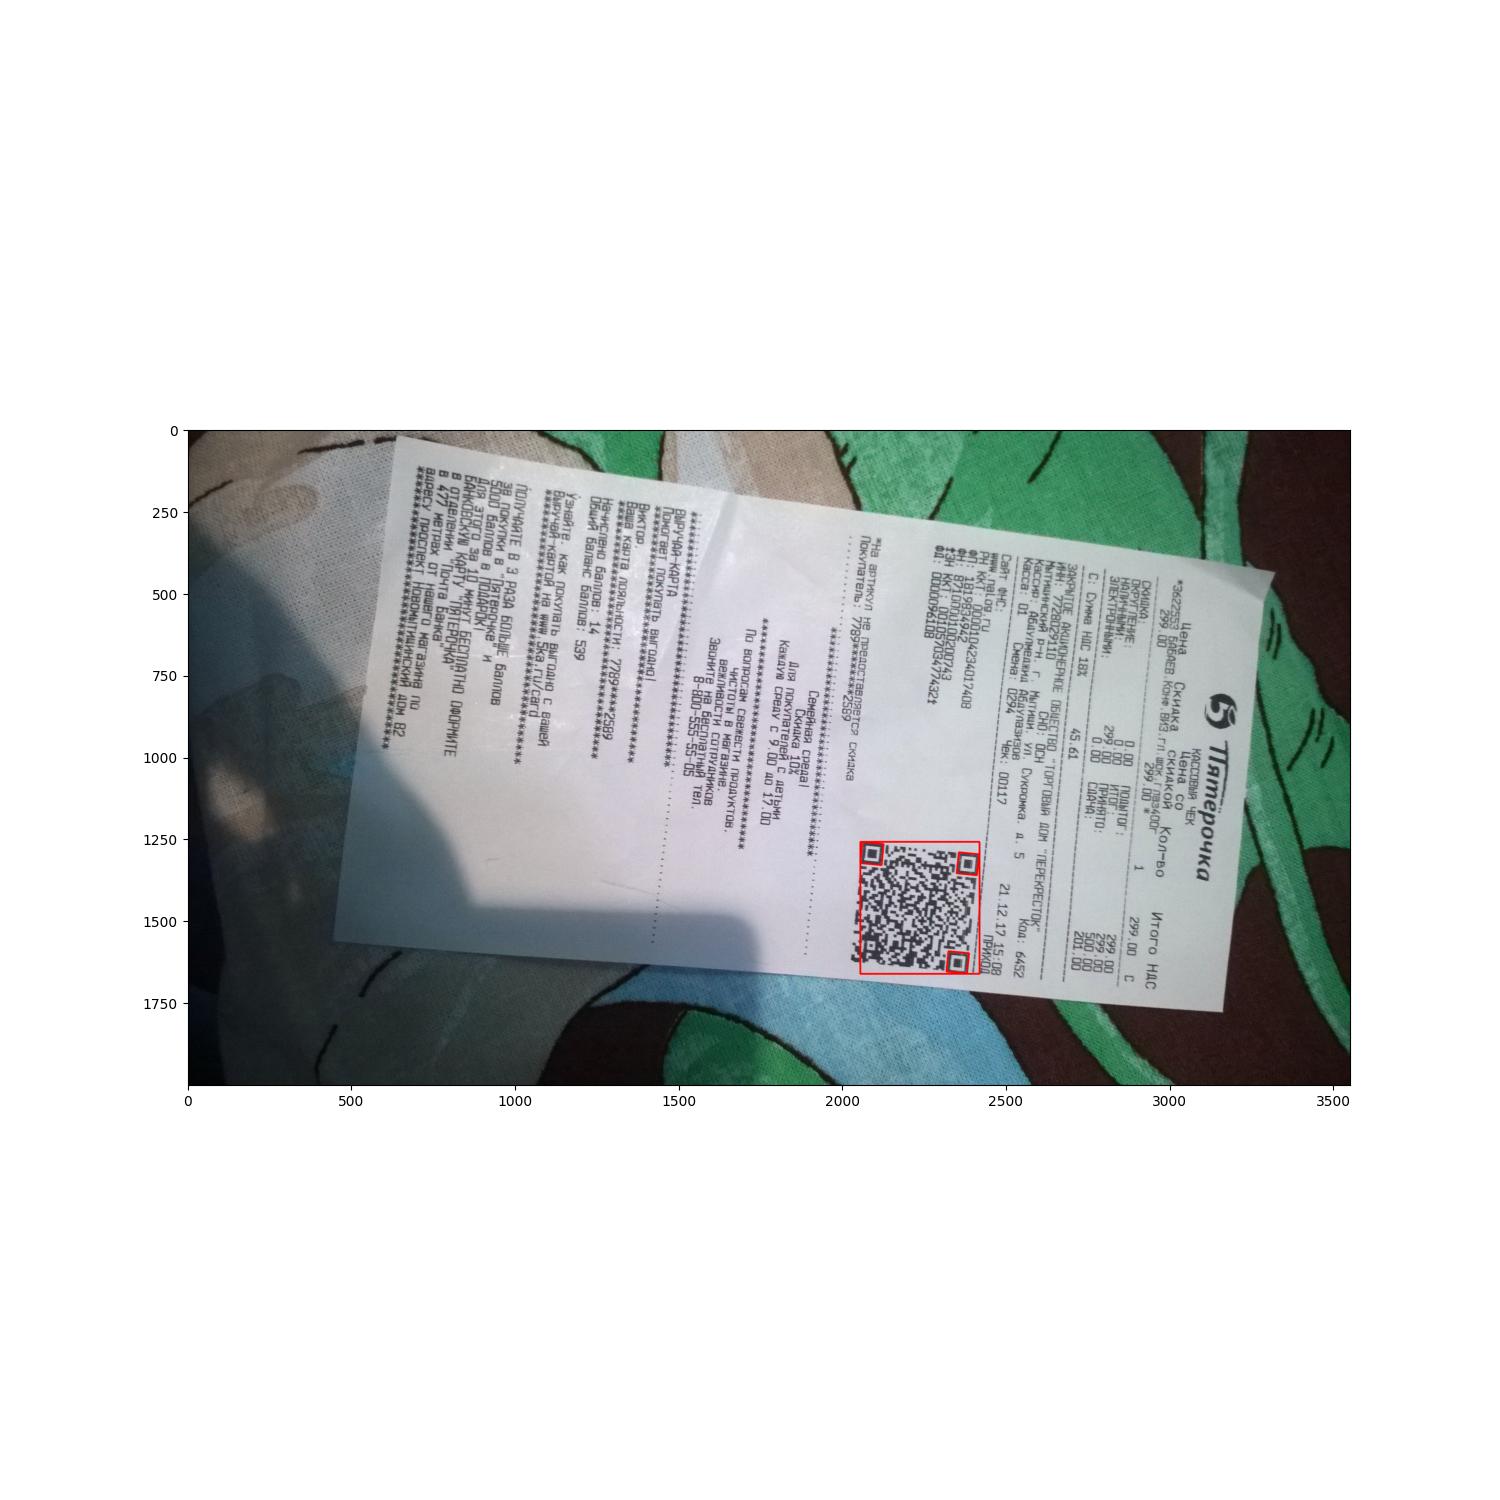 Пятёрочка
КАССОВЫЙ ЧЕК
Цена Цена со
Скидка скидкой Кол-во Итого НДС
*3622553 БАБАЕВ.Конф.ВИЗ.гл.шок.глаз400г
299.00 299.00 * 1 299.00 С
СКИДКА: 0.00 ПОДЫТОГ: 299.00
ОКРУГЛЕНИЕ: 0.00 ИТОГ: 299.00
НАЛИЧНЫМИ: 299.00 ПРИНЯТО: 500.00
ЭЛЕКТРОННЫМИ: 0.00 СДАЧА: 201.00
С: Сумма НДС 18% 45.61
ЗАКРЫТОЕ АКЦИОНЕРНОЕ ОБЩЕСТВО "ТОРГОВЫЙ ДОМ "ПЕРЕКРЕСТОК"
ИНН: 7728029110 СНО: ОСН Код: 6452
Мытищинский р-н, г. Мытищи, ул. Сукромка, д. 5
Кассир: Абдулмеджид Абдулазизов 21.12.17 15:08
Касса: 01 Смена: 0294 Чек: 00117 ПРИХОД
Сайт ФНС:
www.nalog.ru
РН ККТ: 0000104234017408
ФП: 1819834942
ФН: 8710000100200743
ЗН ККТ: 00105703477432
ФД: 0000096108
*На артикул не предоставляется скидка
Покупатель: 7789********2589
Семейная среда!
Скидка 10%
Для покупателей с детьми
Каждую среду с 9.00 до 17.00
По вопросам свежести продуктов,
чистоты в магазине,
вежливости сотрудников
Звоните на бесплатный тел.
8-800-555-55-05
ВЫРУЧАЙ-КАРТА
Помогает покупать выгодно!
Виктор,
Ваша карта лояльности: 7789****2589
Начислено баллов: 14
Общий баланс баллов: 539
Узнайте, как покупать выгодно с вашей
Выручай-картой на www.5ka.ru/card
ПОЛУЧАЙТЕ В 3 РАЗА БОЛЬШЕ баллов
за покупки в "Пятерочке" и
5000 баллов в ПОДАРОК!
Для этого за 10 минут БЕСПЛАТНО ОФОРМИТЕ
БАНКОВСКУЮ КАРТУ "ПЯТЕРОЧКА"
в отделении "Почта Банка"
в 477 метрах от нашего магазина по
адресу проспект Новомытищинский дом 82
0
250
500
750
1000
1250
1500
1750
0 500 1000 1500 2000 2500 3000 3500